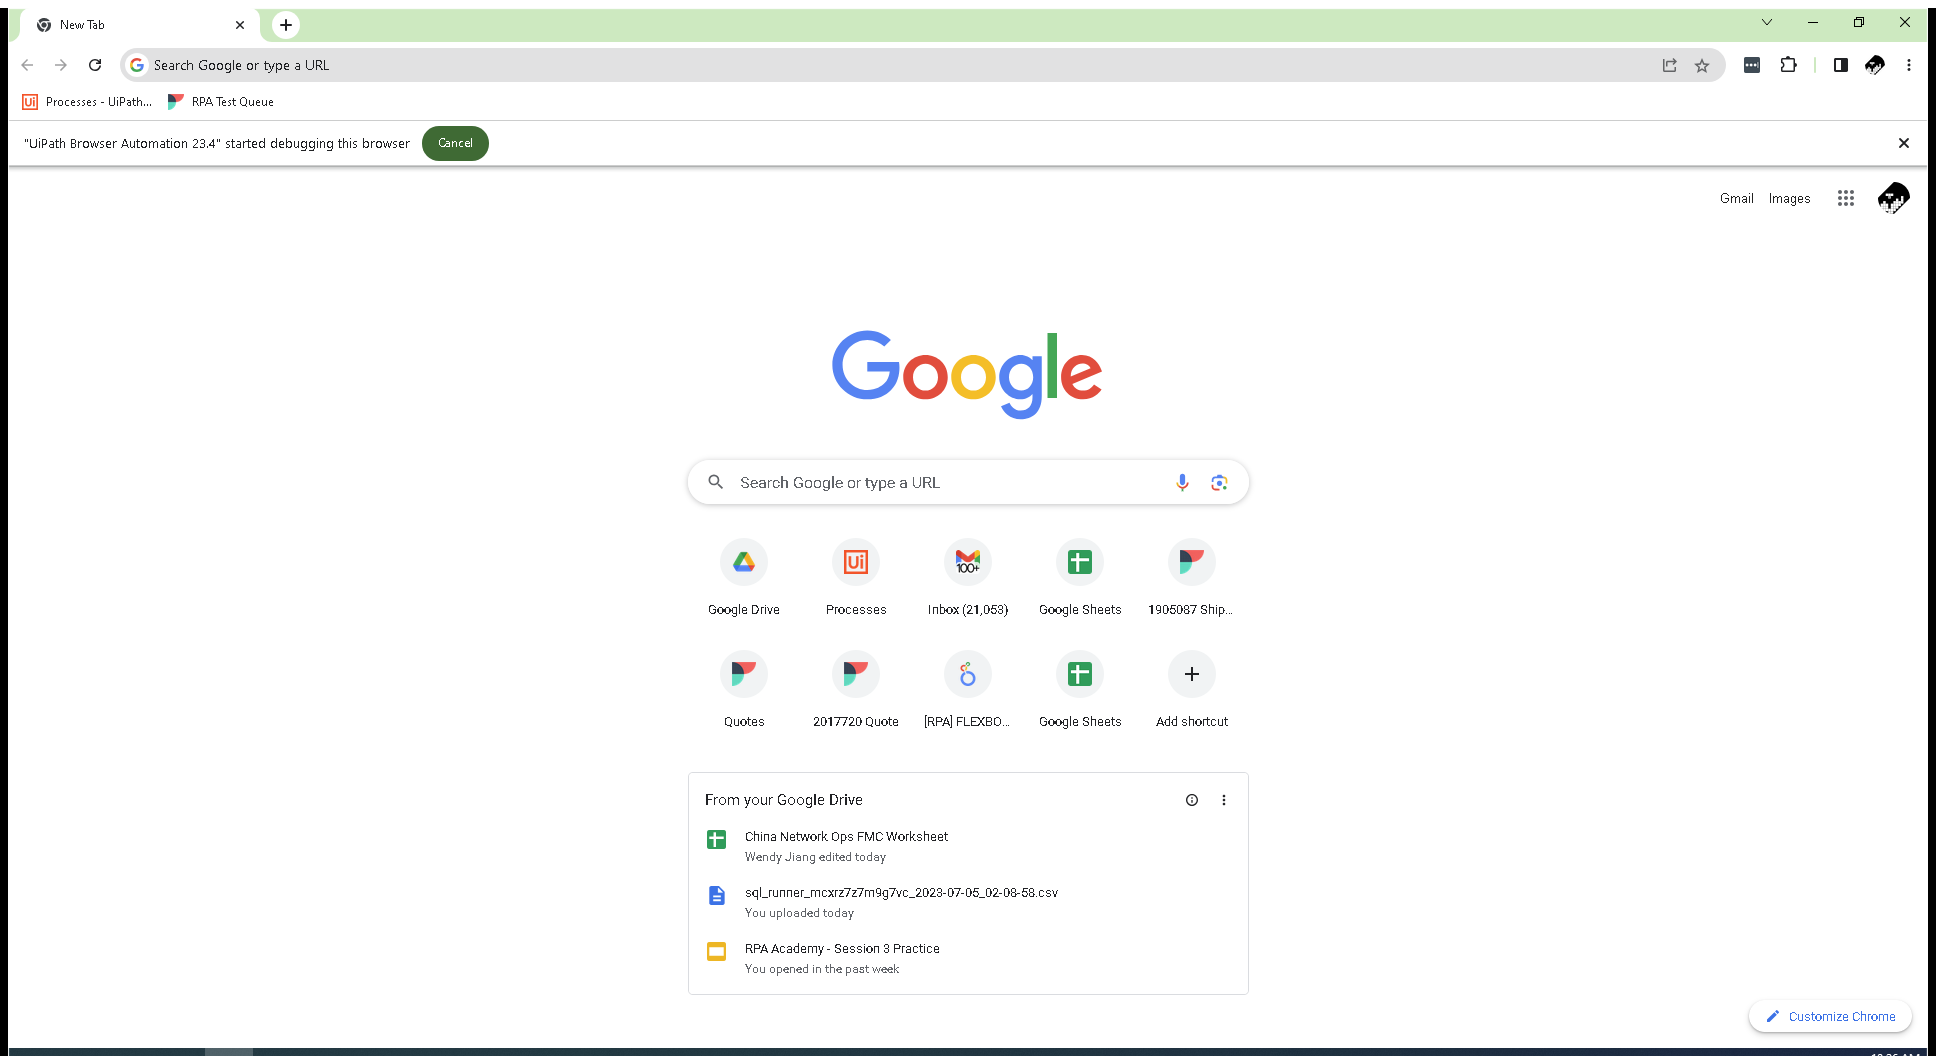 New Tab
Search Google or type a URL
Processes - UiPath...
RPA Test Queue
"UiPath Browser Automation 23.4" started debugging this browser
Cancel
Gmail
Images
Google
Search Google or type a URL
100+
Google Drive
Processes
Inbox (21,053)
Google Sheets
1905087 Ship...
Quotes
2017720 Quote
[RPA] FLEXBO...
Google Sheets
Add shortcut
From your Google Drive
China Network Ops FMC Worksheet
Wendy Jiang edited today
sql_runner_mcxrz7z7m9g7vc_2023-07-05_02-08-58.csv
You uploaded today
RPA Academy - Session 3 Practice
You opened in the past week
Customize Chrome